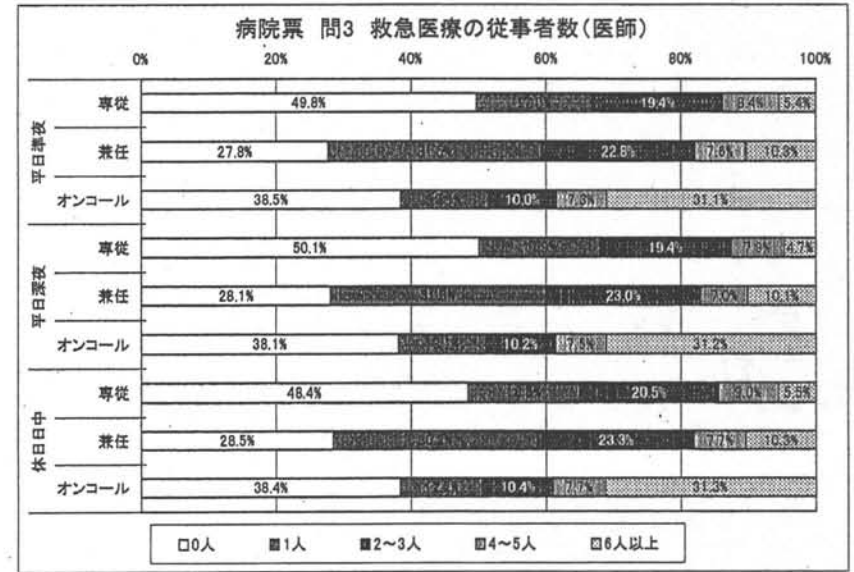 病院票 問3 救急医療の従事者数(医師)
0% 20% 40% 60% 80% 100%
平日準夜
専従 49.8% 19.4% 8.4% 5.4%
兼任 27.8% 22.8% 7.6% 10.3%
オンコール 38.5% 10.0% 7.3% 31.1%
平日深夜
専従 50.1% 19.4% 7.9% 4.7%
兼任 28.1% 23.0% 7.0% 10.1%
オンコール 38.1% 10.2% 7.5% 31.2%
休日日中
専従 48.4% 20.5% 9.0%
兼任 28.5% 23.3% 7.7% 10.3%
オンコール 38.4% 10.4% 7.7% 31.3%
0人 1人 2～3人 4～5人 6人以上